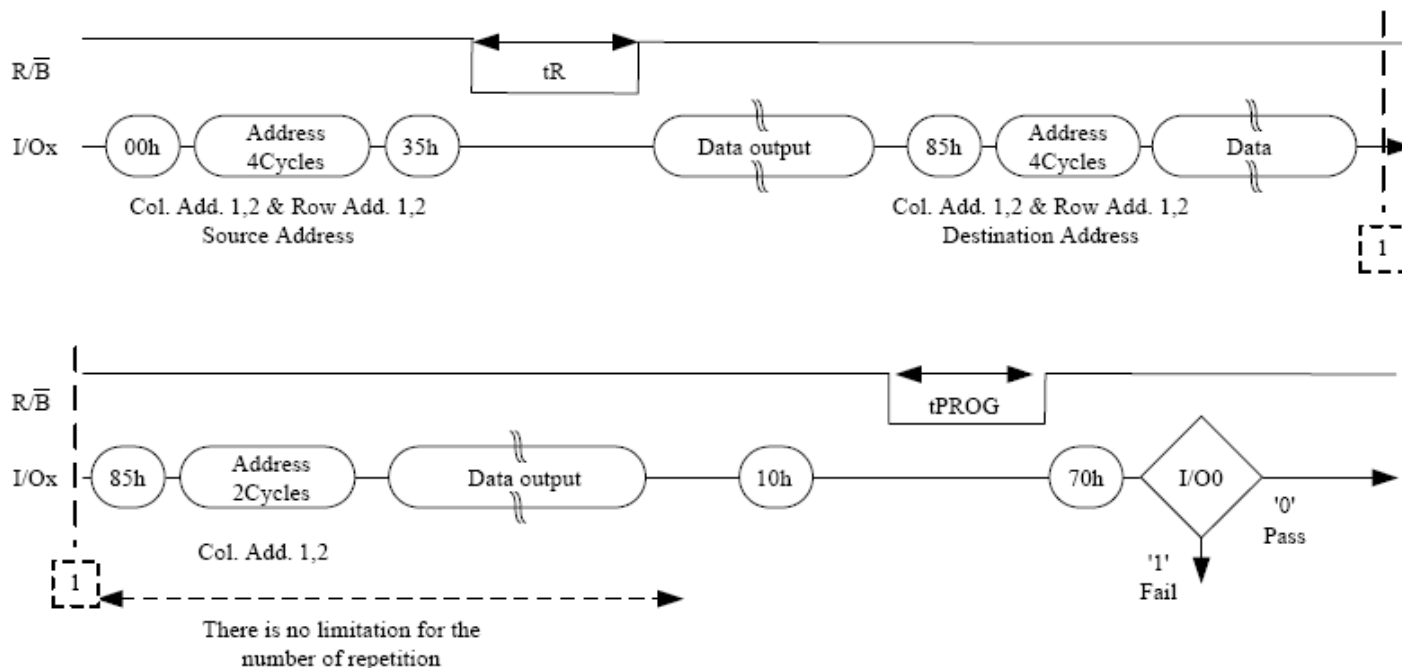 R/B̅
tR
I/Ox
00h
Address
4Cycles
35h
Data output
85h
Address
4Cycles
Data
Col. Add. 1,2 & Row Add. 1,2
Source Address
Col. Add. 1,2 & Row Add. 1,2
Destination Address
1
R/B̅
tPROG
I/Ox
85h
Address
2Cycles
Data output
10h
70h
I/O0
'0'
Pass
Col. Add. 1,2
'1'
Fail
1
There is no limitation for the
number of repetition